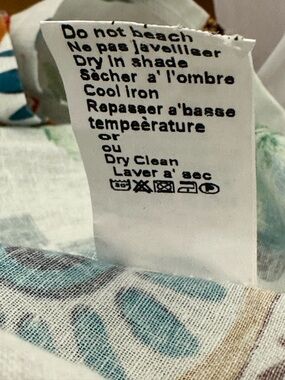 Do not beach
Ne pas javelliser
Dry in shade
Sècher a' l'ombre
Cool iron
Repasser a'basse
tempeèrature
or
ou
Dry Clean
Laver a' sec
30° P